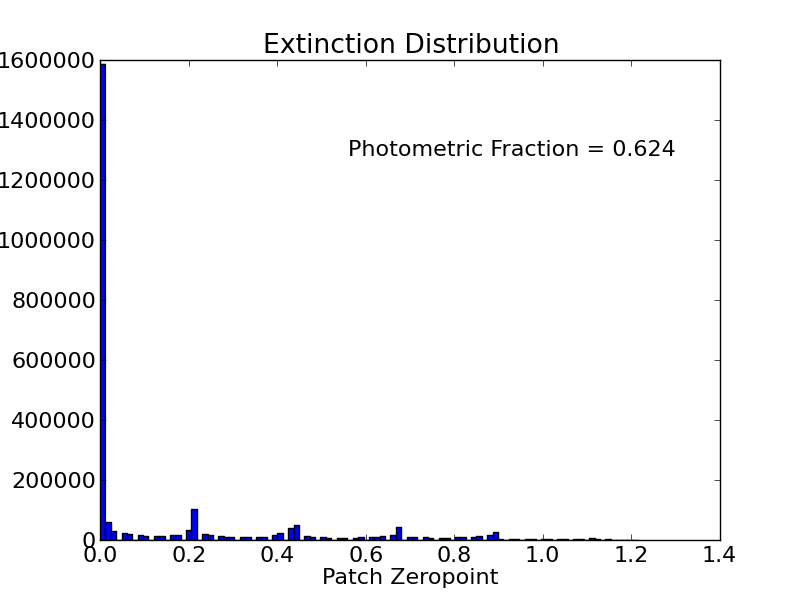 Extinction Distribution
1600000
1400000
Photometric Fraction = 0.624
1200000
1000000
800000
600000
400000
200000
0
0.0 0.2 0.4 0.6 0.8 1.0 1.2 1.4
Patch Zeropoint